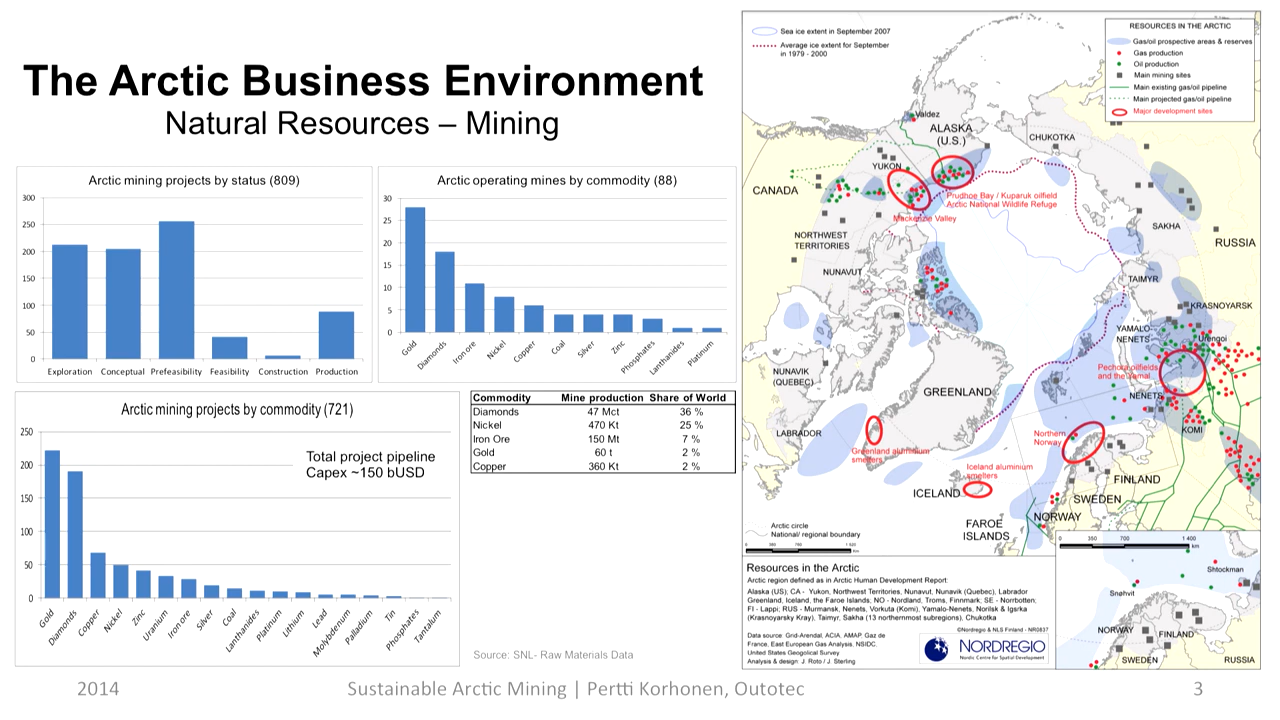 The Arctic Business Environment
Natural Resources – Mining
Arctic mining projects by status (809)
300
250
200
150
100
50
0
Exploration Conceptual Prefeasibility Feasibility Construction Production
Arctic operating mines by commodity (88)
30
25
20
15
10
5
0
Gold Diamonds Iron ore Nickel Copper Coal Silver Zinc Phosphates Lanthanides Platinum
Arctic mining projects by commodity (721)
Total project pipeline
Capex ~150 bUSD
250
200
150
100
50
0
Gold Diamonds Copper Nickel Zinc Uranium Iron ore Silver Coal Lanthanides Platinum Lithium Lead Molybdenum Palladium Tin Phosphates Tantalum
Commodity Mine production Share of World
Diamonds 47 Mct 36 %
Nickel 470 Kt 25 %
Iron Ore 150 Mt 7 %
Gold 60 t 2 %
Copper 360 Kt 2 %
Source: SNL- Raw Materials Data
Sea ice extent in September 2007
Average ice extent for September
in 1979 - 2000
RESOURCES IN THE ARCTIC
Gas/oil prospective areas & reserves
Gas production
Oil production
Main mining sites
Main existing gas/oil pipeline
Main projected gas/oil pipeline
Major development sites
Valdez
ALASKA
(U.S.)
CHUKOTKA
YUKON
CANADA
Prudhoe Bay / Kuparuk oilfield
Arctic National Wildlife Refuge
Mackenzie Valley
NORTHWEST
TERRITORIES
SAKHA
RUSSIA
NUNAVUT
TAIMYR
KRASNOYARSK
YAMALO-
NENETS
Urengoi
NUNAVIK
(QUEBEC)
Pechora oilfields
and the Yamal
GREENLAND
NENETS
LABRADOR
KOMI
Northern
Norway
Greenland aluminium
smelters
Iceland aluminium
smelters
FINLAND
ICELAND
SWEDEN
NORWAY
FAROE
ISLANDS
Arctic circle
National/ regional boundary
km
0 350 700 1 400
km
Shtockman
Snøhvit
NORWAY
FINLAND
SWEDEN
RUSSIA
Resources in the Arctic
Arctic region defined as in Arctic Human Development Report:
Alaska (US); CA - Yukon, Northwest Territories, Nunavut, Nunavik (Quebec), Labrador
Greenland; Iceland, the Faroe Islands; NO - Nordland, Troms, Finnmark; SE - Norrbotten;
FI - Lappi; RUS - Murmansk, Nenets, Vorkuta (Komi), Yamalo-Nenets, Norilsk & Igsrka
(Krasnoyarsky Kray), Taimyr, Sakha (13 northernmost subregions), Chukotka
©Nordregio & NLS Finland - NR0837
Data source: Grid-Arendal, ACIA, AMAP, Gaz de
France, East European Gas Analysis, NSIDC,
United States Geological Survey
Analysis & design: J. Roto / J. Sterling
NORDREGIO
Nordic Centre for Spatial Development
2014
Sustainable Arctic Mining | Pertti Korhonen, Outotec
3